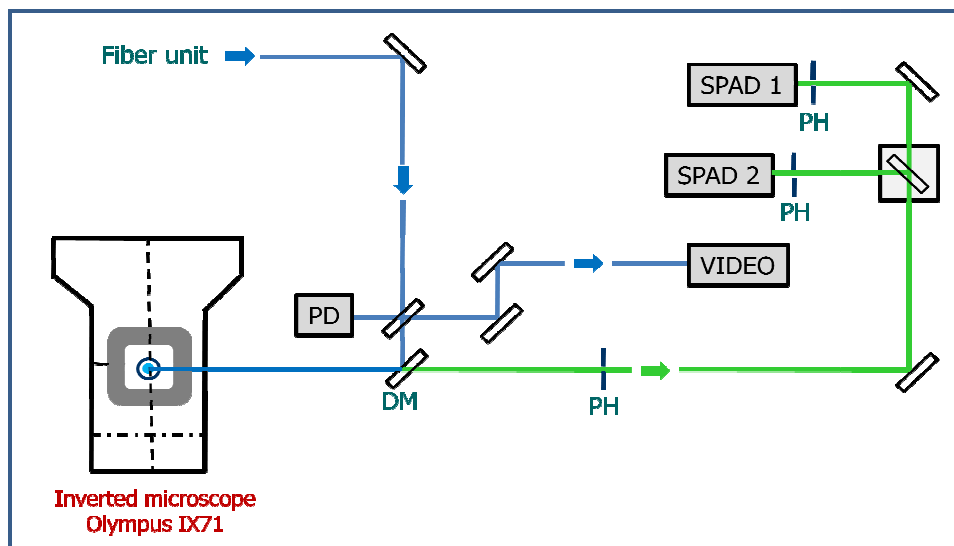 Fiber unit
SPAD 1
PH
SPAD 2
PH
VIDEO
PD
DM
PH
Inverted microscope
Olympus IX71